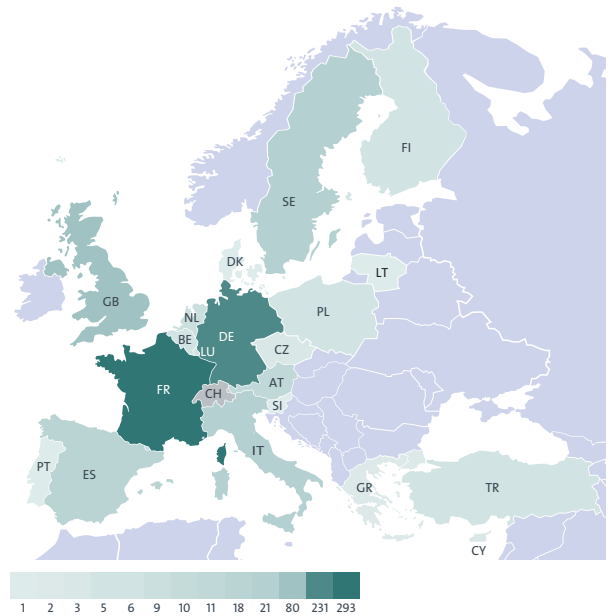 FI
SE
DK
LT
GB
NL
PL
BE
DE
LU
CZ
FR
CH
AT
SI
IT
PT
ES
GR
TR
CY
1 2 3 5 6 9 10 11 18 21 80 231 293